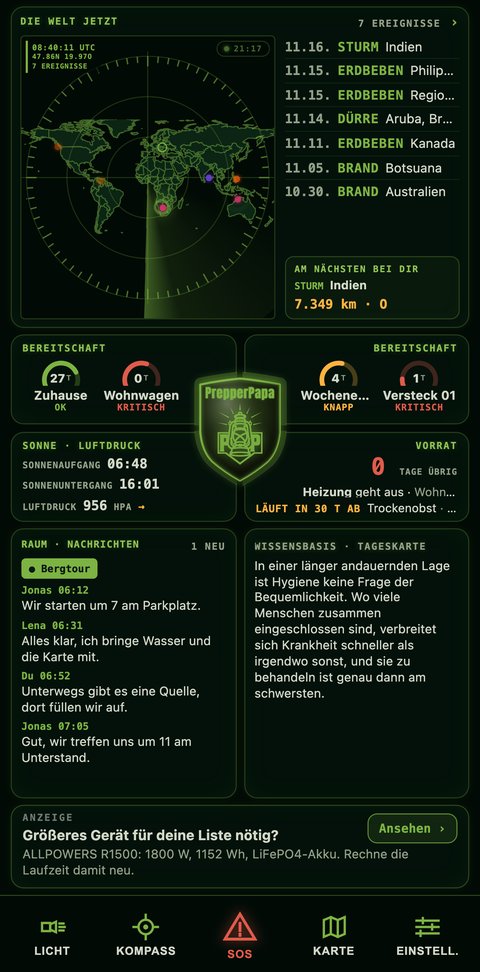 DIE WELT JETZT
7 EREIGNISSE ›
08:40:11 UTC
47.86N 19.97O
7 EREIGNISSE
21:17
11.16. STURM Indien
11.15. ERDBEBEN Philip…
11.15. ERDBEBEN Regio…
11.14. DÜRRE Aruba, Br…
11.11. ERDBEBEN Kanada
11.05. BRAND Botsuana
10.30. BRAND Australien
AM NÄCHSTEN BEI DIR
STURM Indien
7.349 km · O
BEREITSCHAFT
27T
0T
Zuhause
Wohnwagen
OK
KRITISCH
BEREITSCHAFT
4T
1T
Wochene…
Versteck 01
KNAPP
KRITISCH
PrepperPapa
P P
SONNE · LUFTDRUCK
SONNENAUFGANG 06:48
SONNENUNTERGANG 16:01
LUFTDRUCK 956 HPA →
VORRAT
0 TAGE ÜBRIG
Heizung geht aus · Wohn…
LÄUFT IN 30 T AB Trockenobst · …
RAUM · NACHRICHTEN
1 NEU
Bergtour
Jonas 06:12
Wir starten um 7 am Parkplatz.
Lena 06:31
Alles klar, ich bringe Wasser und
die Karte mit.
Du 06:52
Unterwegs gibt es eine Quelle,
dort füllen wir auf.
Jonas 07:05
Gut, wir treffen uns um 11 am
Unterstand.
WISSENSBASIS · TAGESKARTE
In einer länger andauernden Lage
ist Hygiene keine Frage der
Bequemlichkeit. Wo viele
Menschen zusammen
eingeschlossen sind, verbreitet
sich Krankheit schneller als
irgendwo sonst, und sie zu
behandeln ist genau dann am
schwersten.
ANZEIGE
Größeres Gerät für deine Liste nötig?
ALLPOWERS R1500: 1800 W, 1152 Wh, LiFePO4-Akku. Rechne die
Laufzeit damit neu.
Ansehen ›
LICHT
KOMPASS
SOS
KARTE
EINSTELL.